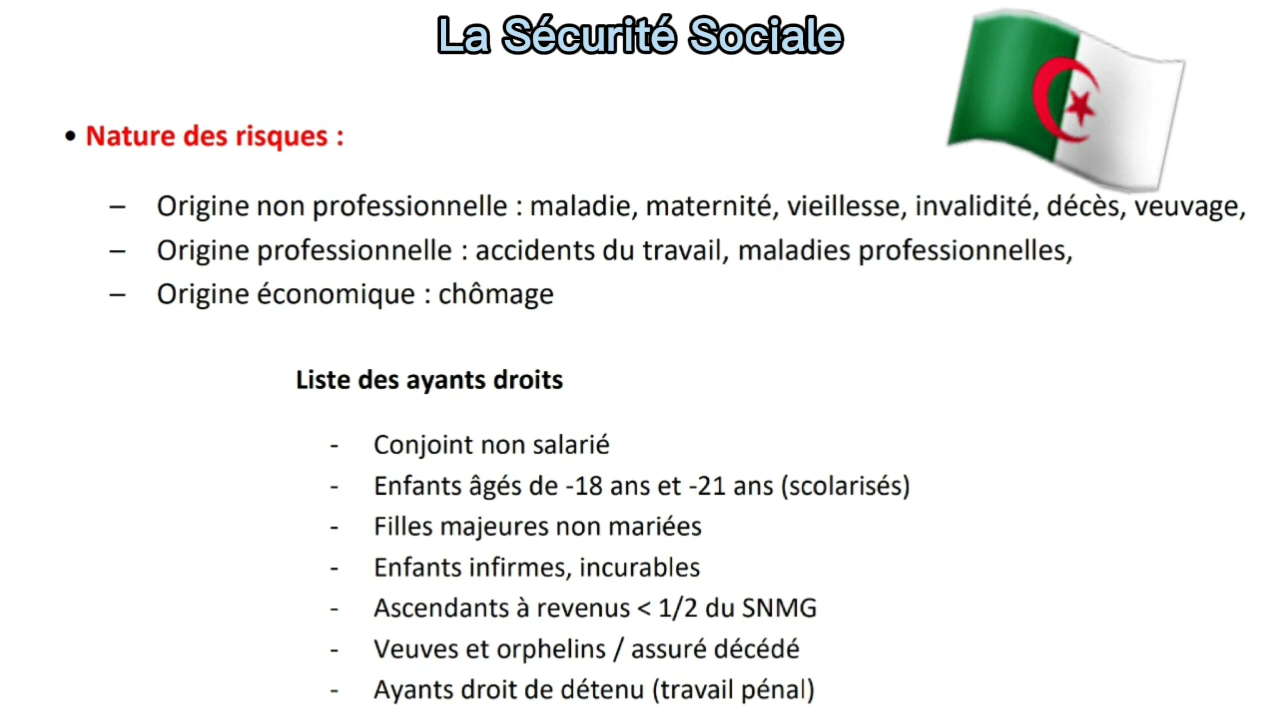 La Sécurité Sociale
• Nature des risques :
– Origine non professionnelle : maladie, maternité, vieillesse, invalidité, décès, veuvage,
– Origine professionnelle : accidents du travail, maladies professionnelles,
– Origine économique : chômage
Liste des ayants droits
- Conjoint non salarié
- Enfants âgés de -18 ans et -21 ans (scolarisés)
- Filles majeures non mariées
- Enfants infirmes, incurables
- Ascendants à revenus < 1/2 du SNMG
- Veuves et orphelins / assuré décédé
- Ayants droit de détenu (travail pénal)